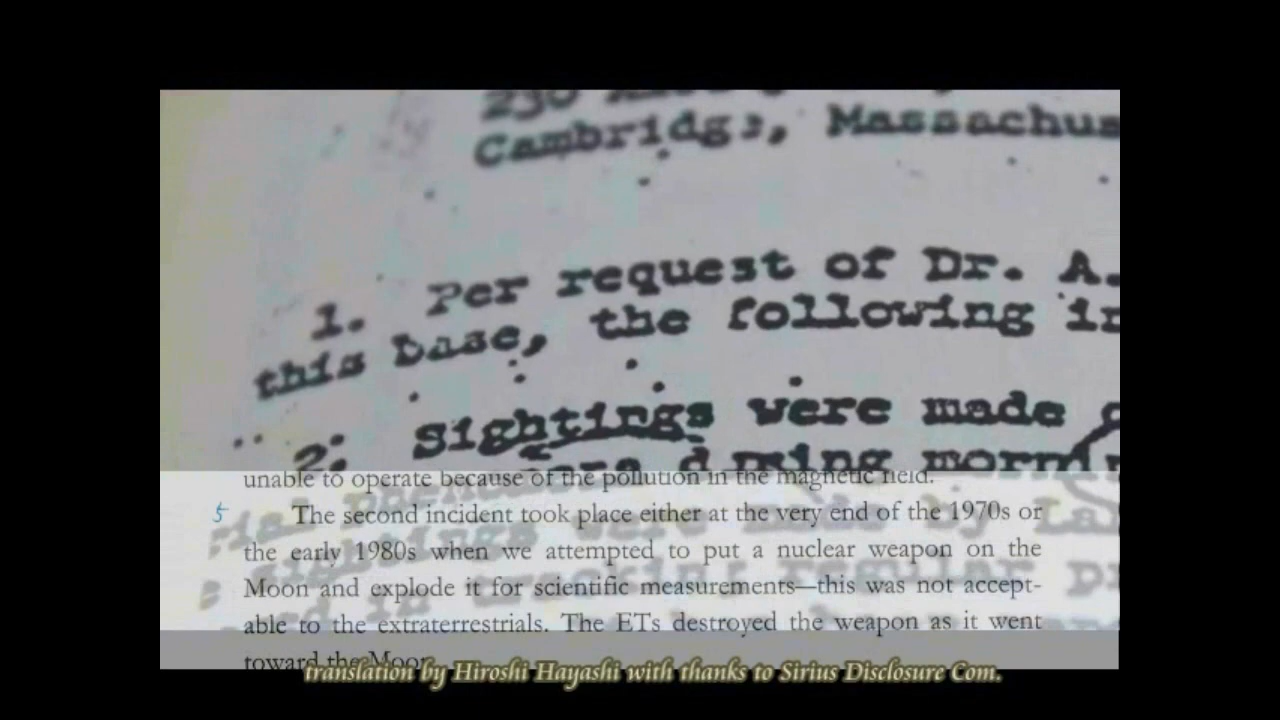 230
Cambridge, Massachus
1. Per request of Dr. A.
this base, the following
2. Sightings were made
during
unable to operate because of the pollution in the magnetic field.
5 The second incident took place either at the very end of the 1970s or
the early 1980s when we attempted to put a nuclear weapon on the
Moon and explode it for scientific measurements—this was not accept-
able to the extraterrestrials. The ETs destroyed the weapon as it went
toward the Moon
translation by Hiroshi Hayashi with thanks to Sirius Disclosure Com.